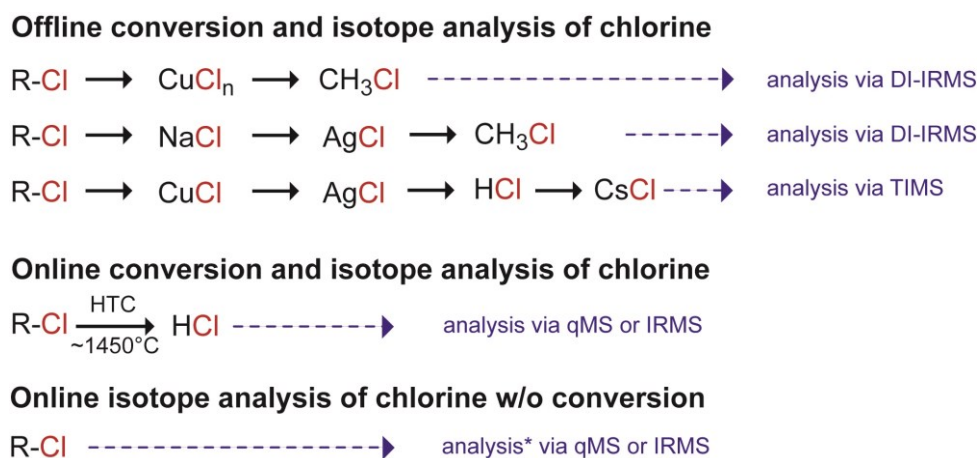 Offline conversion and isotope analysis of chlorine
R-Cl → CuClₙ → CH₃Cl analysis via DI-IRMS
R-Cl → NaCl → AgCl → CH₃Cl analysis via DI-IRMS
R-Cl → CuCl → AgCl → HCl → CsCl analysis via TIMS
Online conversion and isotope analysis of chlorine
HTC
R-Cl → HCl analysis via qMS or IRMS
~1450°C
Online isotope analysis of chlorine w/o conversion
R-Cl analysis* via qMS or IRMS